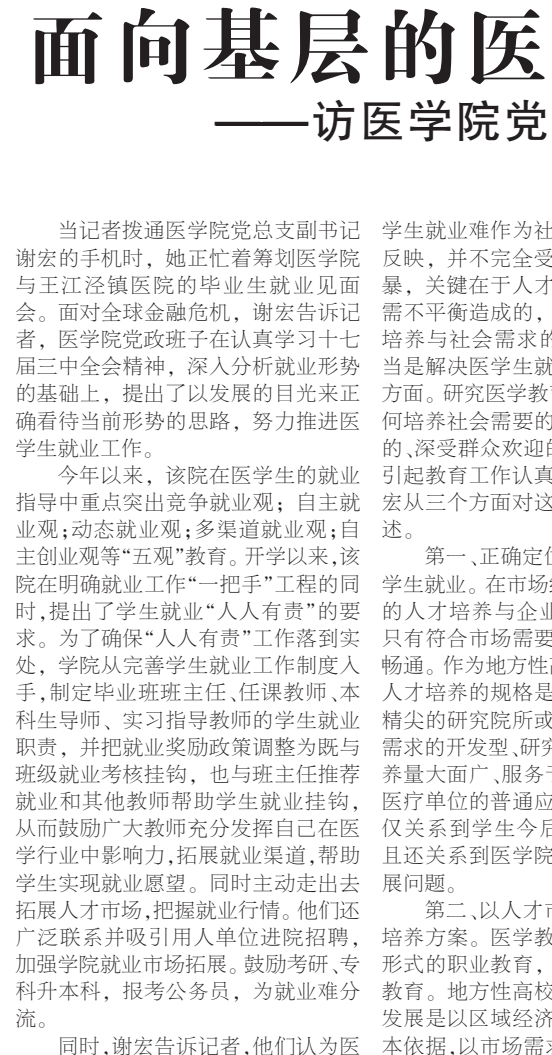 面向基层的医
——访医学院党
当记者拨通医学院党总支副书记
谢宏的手机时，她正忙着筹划医学院
与王江泾镇医院的毕业生就业见面
会。面对全球金融危机，谢宏告诉记
者，医学院党政班子在认真学习十七
届三中全会精神，深入分析就业形势
的基础上，提出了以发展的目光来正
确看待当前形势的思路，努力推进医
学生就业工作。
今年以来，该院在医学生的就业
指导中重点突出竞争就业观；自主就
业观；动态就业观；多渠道就业观；自
主创业观等“五观”教育。开学以来，该
院在明确就业工作“一把手”工程的同
时，提出了学生就业“人人有责”的要
求。为了确保“人人有责”工作落到实
处，学院从完善学生就业工作制度入
手，制定毕业班班主任、任课教师、本
科生导师、实习指导教师的学生就业
职责，并把就业奖励政策调整为既与
班级就业考核挂钩，也与班主任推荐
就业和其他教师帮助学生就业挂钩，
从而鼓励广大教师充分发挥自己在医
学行业中影响力，拓展就业渠道，帮助
学生实现就业愿望。同时主动走出去
拓展人才市场，把握就业行情。他们还
广泛联系并吸引用人单位进院招聘，
加强学院就业市场拓展。鼓励考研、专
科升本科，报考公务员，为就业难分
流。
同时，谢宏告诉记者，他们认为医
学生就业难作为社
反映，并不完全受
暴，关键在于人才
需不平衡造成的，
培养与社会需求的
当是解决医学生就
方面。研究医学教育
何培养社会需要的
的、深受群众欢迎的
引起教育工作认真
宏从三个方面对这
述。
第一、正确定位
学生就业。在市场经
的人才培养与企业
只有符合市场需要
畅通。作为地方性高
人才培养的规格是
精尖的研究院所或
需求的开发型、研究
养量大面广、服务于
医疗单位的普通应
仅关系到学生今后
且还关系到医学院
展问题。
第二、以人才市
培养方案。医学教
形式的职业教育，
教育。地方性高校
发展是以区域经济
本依据，以市场需求